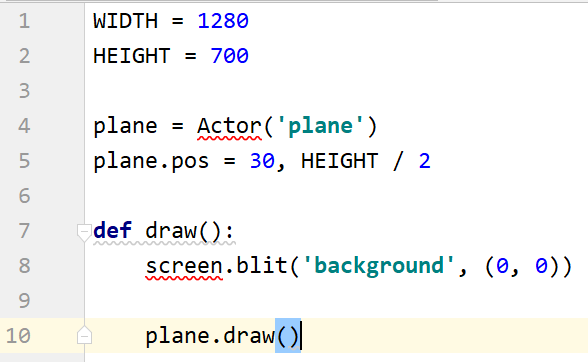 1 WIDTH = 1280
2 HEIGHT = 700
3
4 plane = Actor('plane')
5 plane.pos = 30, HEIGHT / 2
6
7 def draw():
8     screen.blit('background', (0, 0))
9
10     plane.draw()